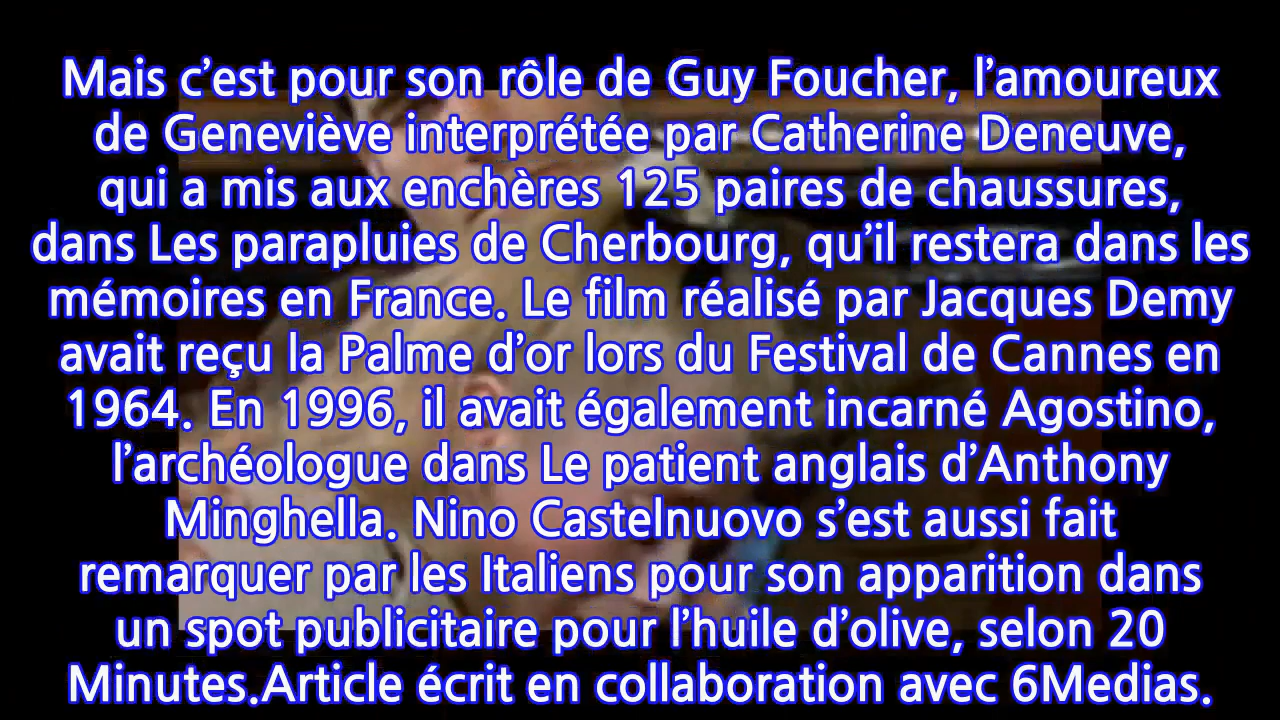 Mais c’est pour son rôle de Guy Foucher, l’amoureux
de Geneviève interprétée par Catherine Deneuve,
qui a mis aux enchères 125 paires de chaussures,
dans Les parapluies de Cherbourg, qu’il restera dans les
mémoires en France. Le film réalisé par Jacques Demy
avait reçu la Palme d’or lors du Festival de Cannes en
1964. En 1996, il avait également incarné Agostino,
l’archéologue dans Le patient anglais d’Anthony
Minghella. Nino Castelnuovo s’est aussi fait
remarquer par les Italiens pour son apparition dans
un spot publicitaire pour l’huile d’olive, selon 20
Minutes.Article écrit en collaboration avec 6Medias.